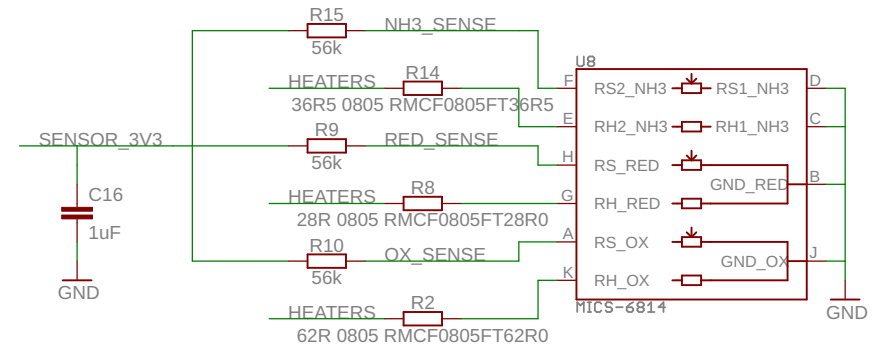 R15
NH3_SENSE
56k
U8
HEATERS
R14
F
RS2_NH3
RS1_NH3
D
36R5 0805 RMCF0805FT36R5
E
RH2_NH3
RH1_NH3
C
SENSOR_3V3
R9
RED_SENSE
56k
H
RS_RED
GND_RED
B
C16
1uF
GND
HEATERS
R8
G
RH_RED
28R 0805 RMCF0805FT28R0
R10
OX_SENSE
56k
A
RS_OX
GND_OX
J
HEATERS
R2
K
RH_OX
62R 0805 RMCF0805FT62R0
MICS-6814
GND